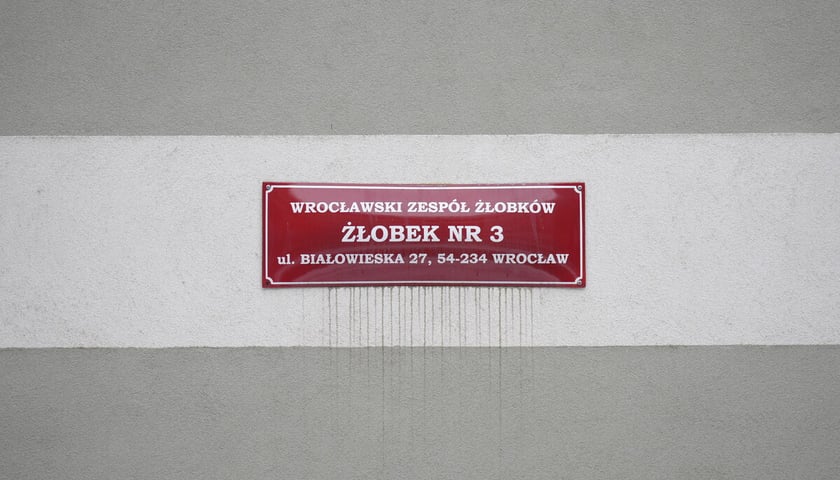 WROCŁAWSKI ZESPÓŁ ŻŁOBKÓW
ŻŁOBEK NR 3
ul. BIAŁOWIESKA 27, 54-234 WROCŁAW